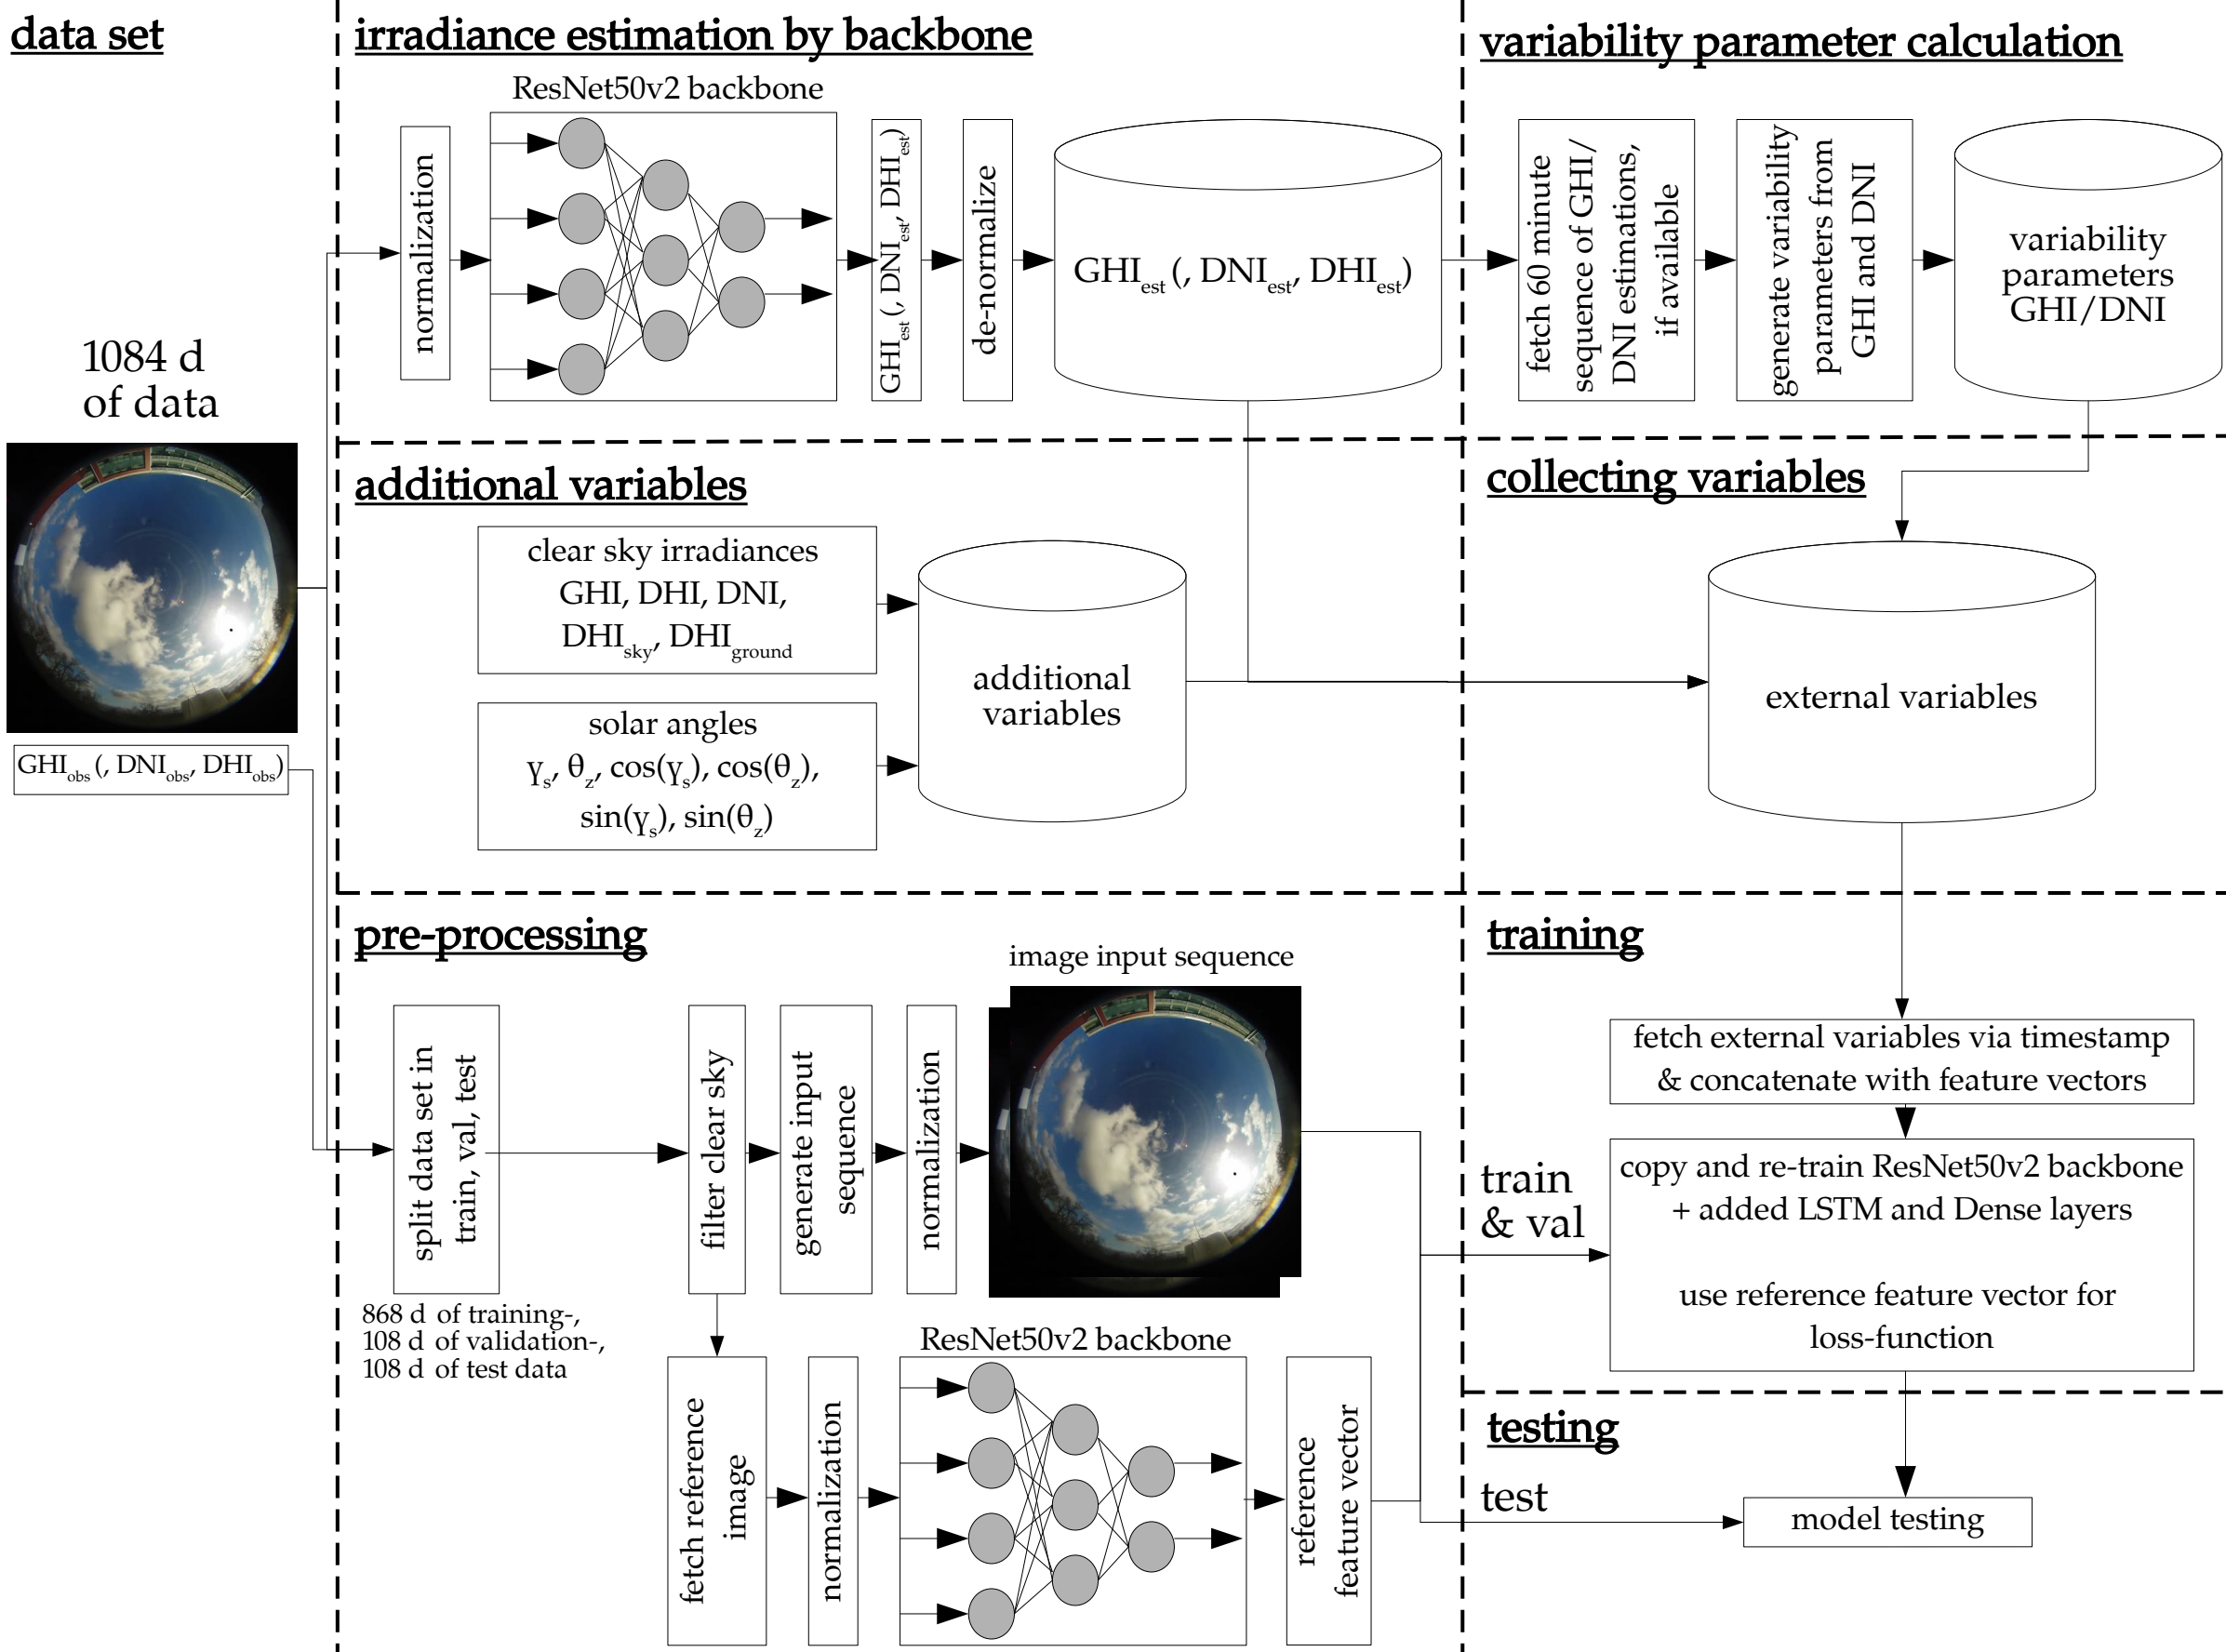 data set
1084 d
of data
GHIobs (, DNIobs, DHIobs)
irradiance estimation by backbone
ResNet50v2 backbone
normalization
GHIest (, DNIest, DHIest)
de-normalize
GHIest (, DNIest, DHIest)
variability parameter calculation
fetch 60 minute
sequence of GHI/
DNI estimations,
if available
generate variability
parameters from
GHI and DNI
variability
parameters
GHI/DNI
additional variables
clear sky irradiances
GHI, DHI, DNI,
DHIsky, DHIground
solar angles
γs, θz, cos(γs), cos(θz),
sin(γs), sin(θz)
additional
variables
collecting variables
external variables
pre-processing
split data set in
train, val, test
868 d of training-,
108 d of validation-,
108 d of test data
filter clear sky
generate input
sequence
normalization
image input sequence
fetch reference
image
normalization
ResNet50v2 backbone
reference
feature vector
training
fetch external variables via timestamp
& concatenate with feature vectors
train
& val
copy and re-train ResNet50v2 backbone
+ added LSTM and Dense layers
use reference feature vector for
loss-function
testing
test
model testing